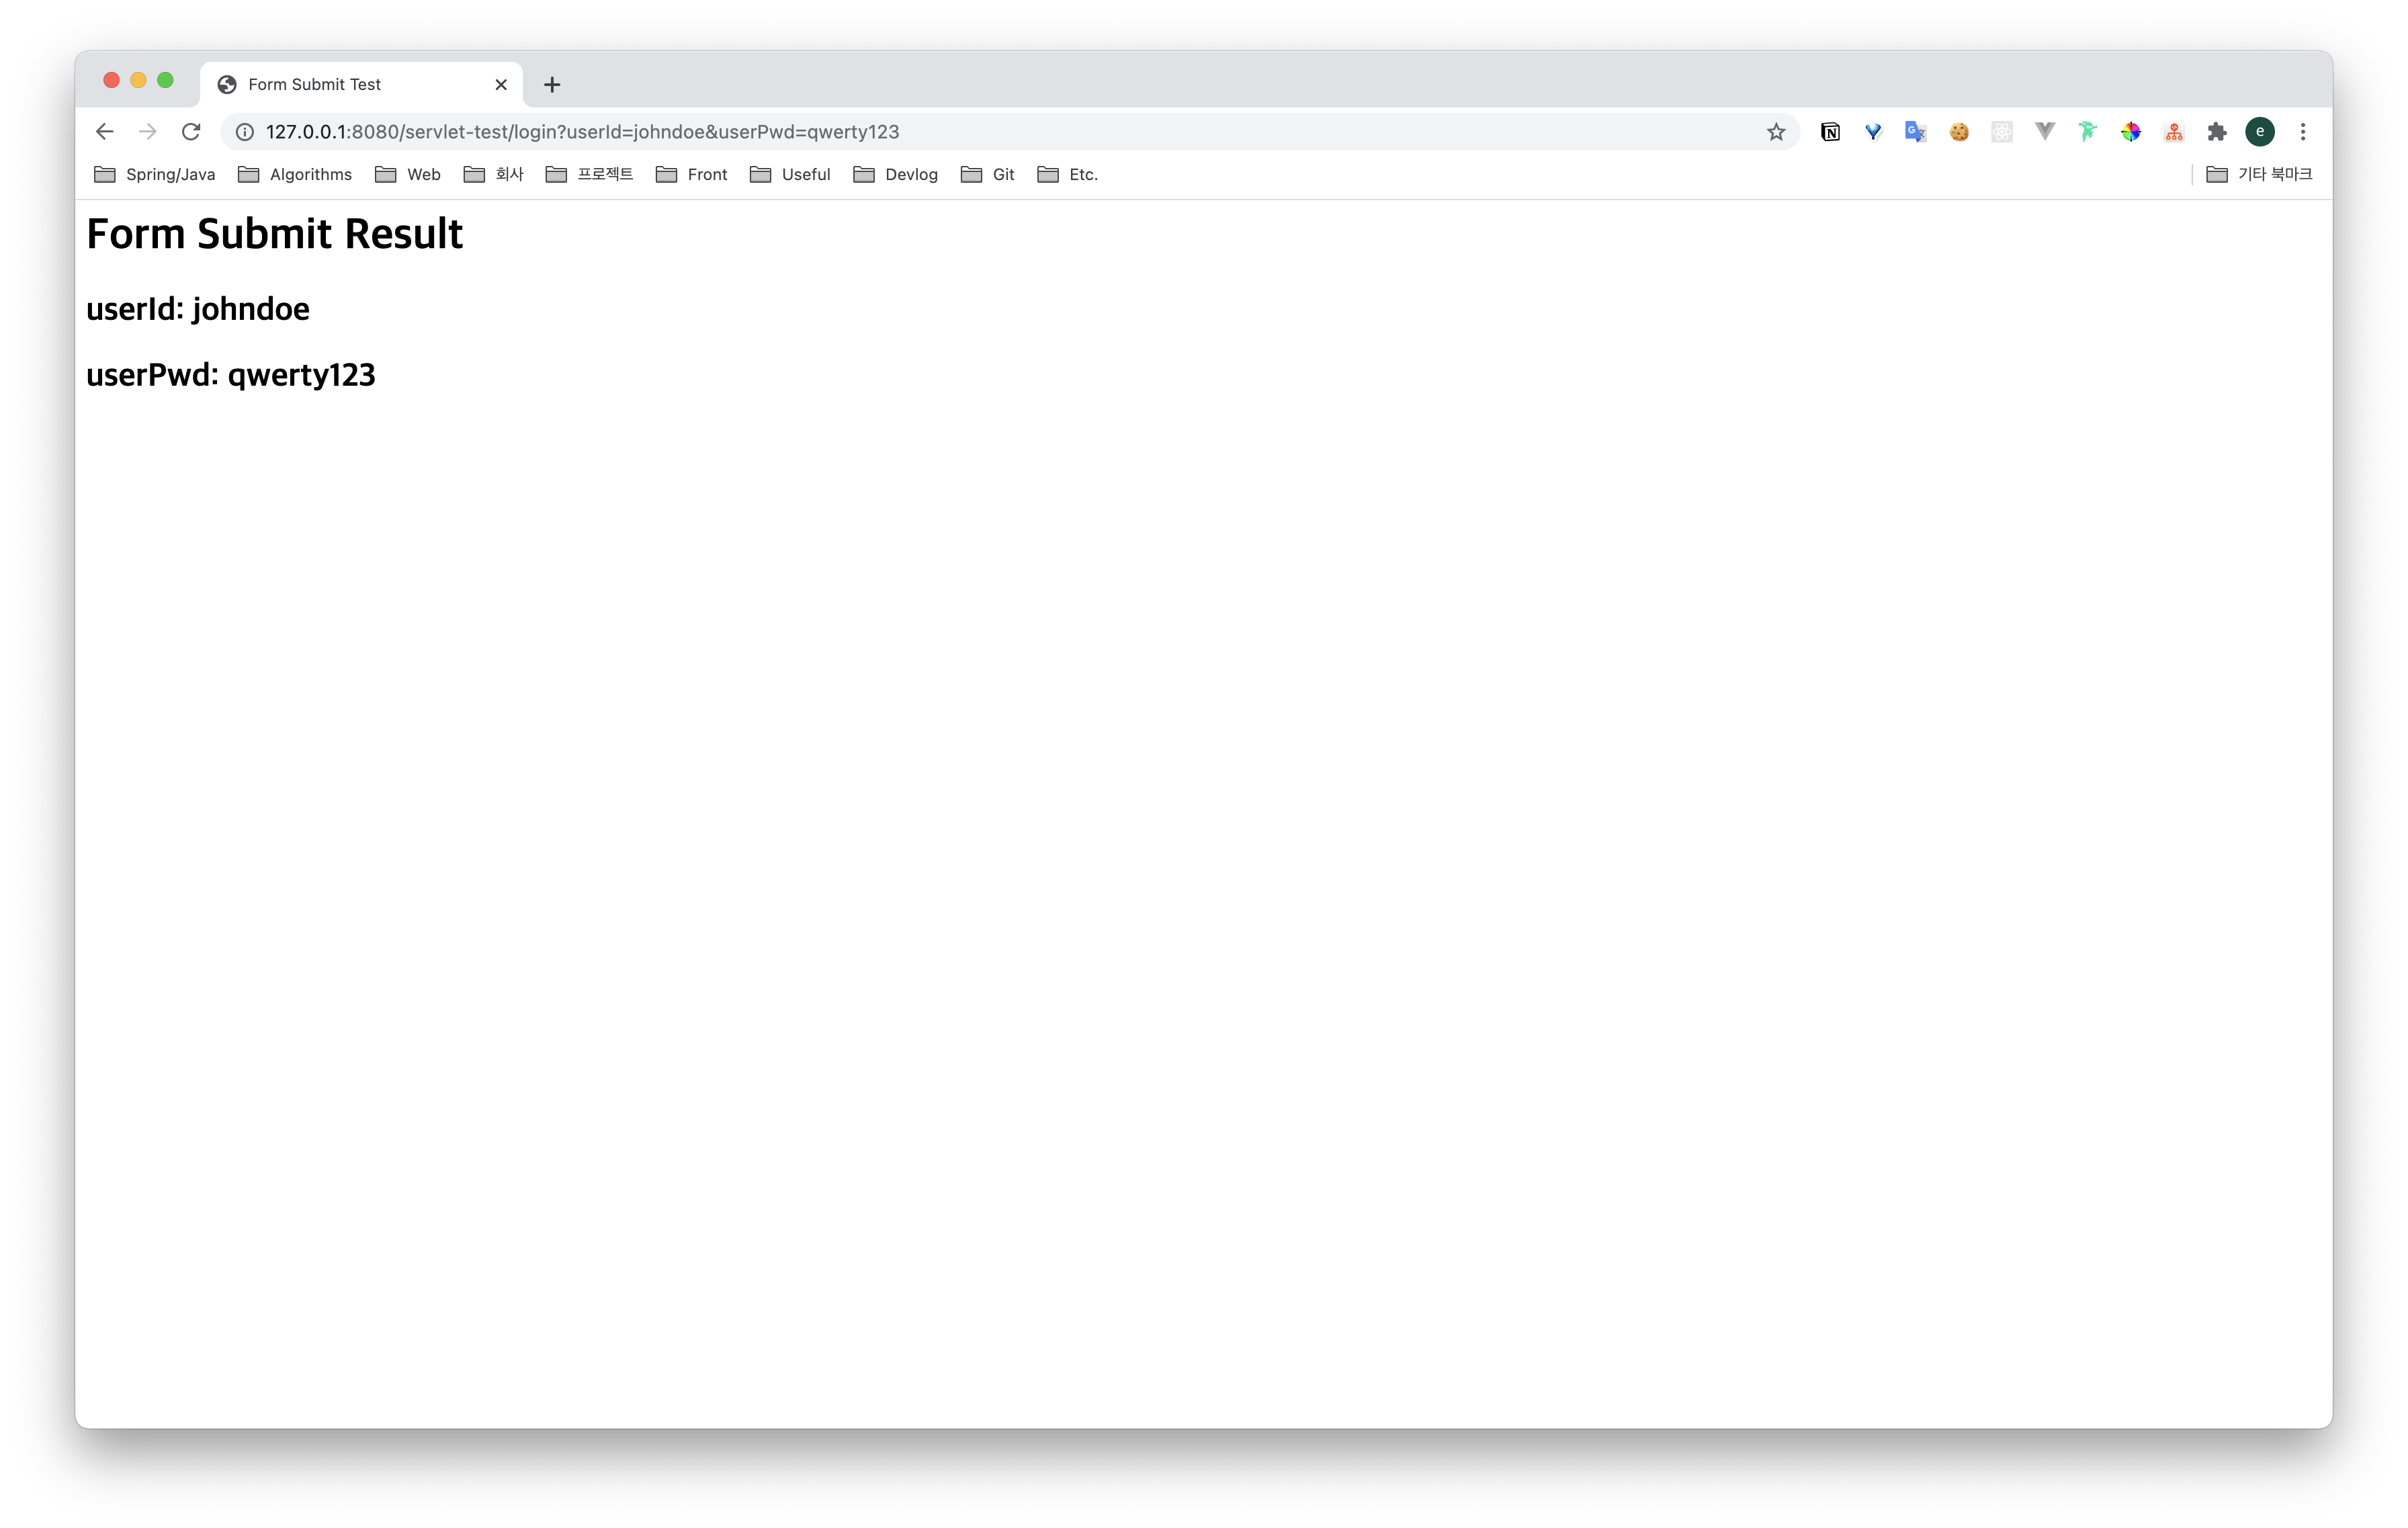 Form Submit Test
127.0.0.1:8080/servlet-test/login?userId=johndoe&userPwd=qwerty123
N G 文 e
Spring/Java Algorithms Web 회사 프로젝트 Front Useful Devlog Git Etc. 기타 북마크
Form Submit Result
userId: johndoe
userPwd: qwerty123